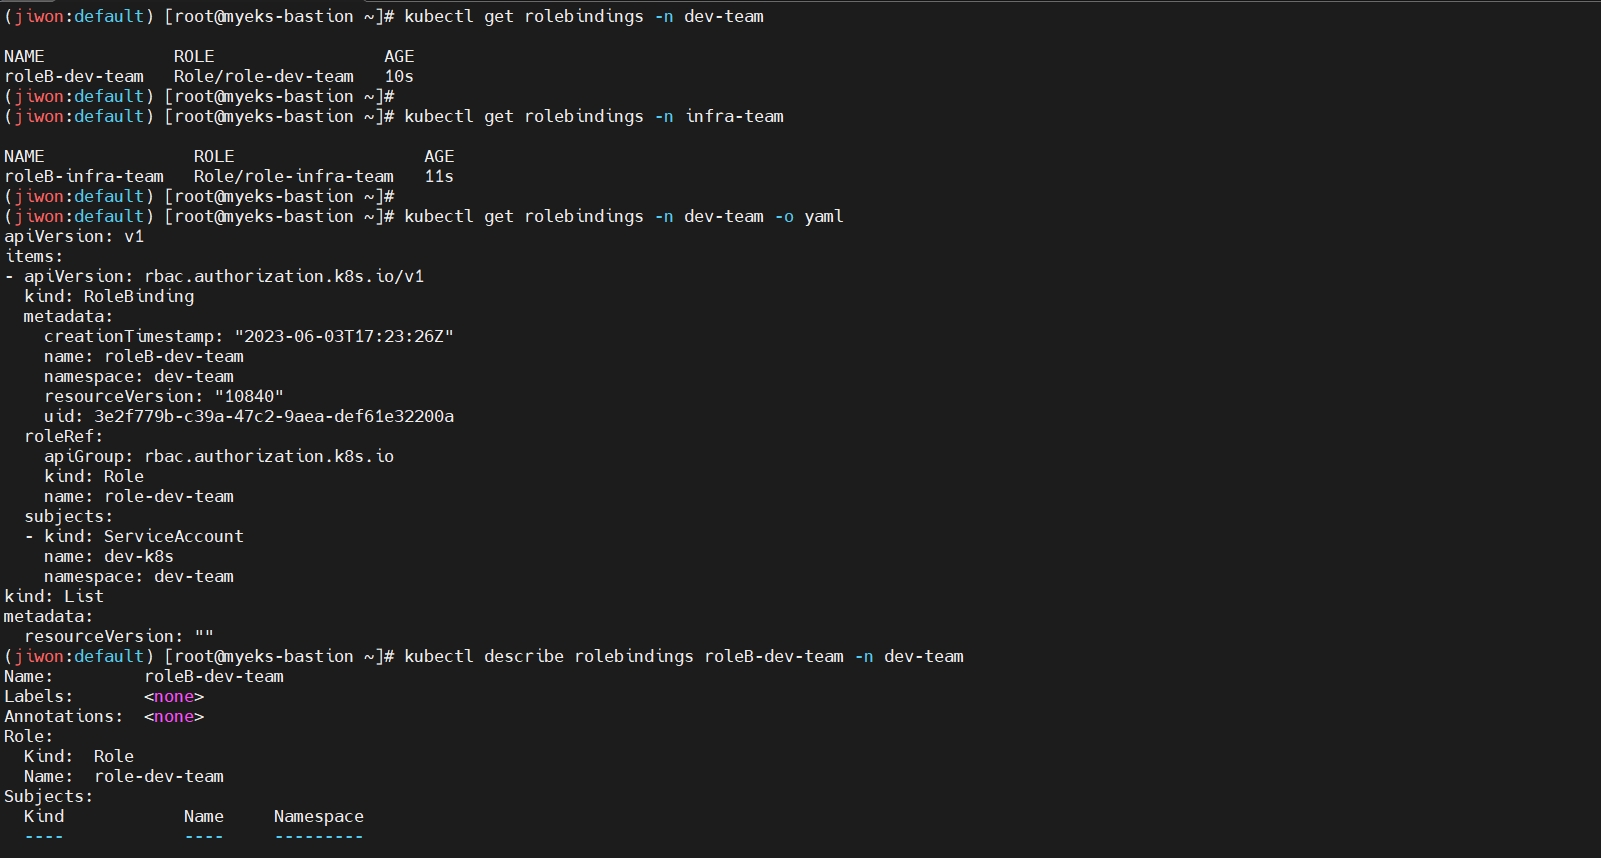 (jiwon:default) [root@myeks-bastion ~]# kubectl get rolebindings -n dev-team
NAME             ROLE                 AGE
roleB-dev-team   Role/role-dev-team   10s
(jiwon:default) [root@myeks-bastion ~]#
(jiwon:default) [root@myeks-bastion ~]# kubectl get rolebindings -n infra-team
NAME               ROLE                   AGE
roleB-infra-team   Role/role-infra-team   11s
(jiwon:default) [root@myeks-bastion ~]#
(jiwon:default) [root@myeks-bastion ~]# kubectl get rolebindings -n dev-team -o yaml
apiVersion: v1
items:
- apiVersion: rbac.authorization.k8s.io/v1
  kind: RoleBinding
  metadata:
    creationTimestamp: "2023-06-03T17:23:26Z"
    name: roleB-dev-team
    namespace: dev-team
    resourceVersion: "10840"
    uid: 3e2f779b-c39a-47c2-9aea-def61e32200a
  roleRef:
    apiGroup: rbac.authorization.k8s.io
    kind: Role
    name: role-dev-team
  subjects:
  - kind: ServiceAccount
    name: dev-k8s
    namespace: dev-team
kind: List
metadata:
  resourceVersion: ""
(jiwon:default) [root@myeks-bastion ~]# kubectl describe rolebindings roleB-dev-team -n dev-team
Name:         roleB-dev-team
Labels:       <none>
Annotations:  <none>
Role:
  Kind:  Role
  Name:  role-dev-team
Subjects:
  Kind            Name     Namespace
  ----            ----     ---------